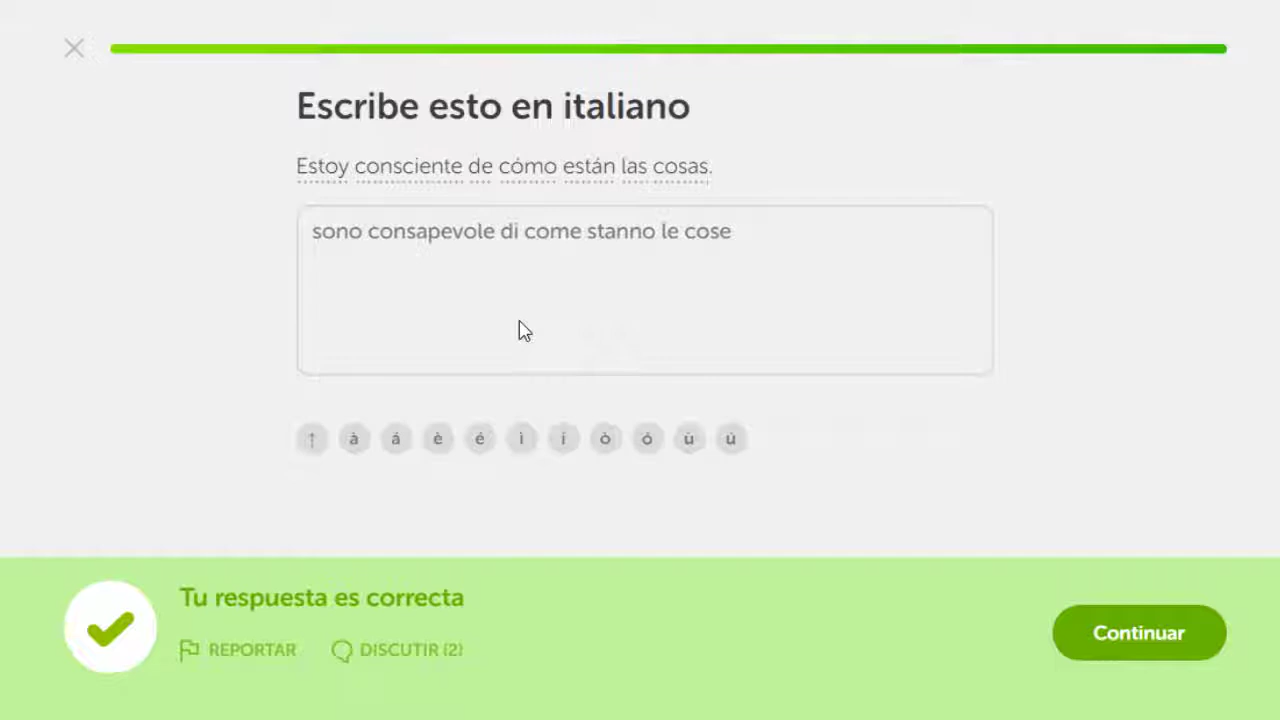 Escribe esto en italiano
Estoy consciente de cómo están las cosas.
sono consapevole di come stanno le cose
↑ à á è é ì í ò ó ù ú
Tu respuesta es correcta
REPORTAR DISCUTIR (2)
Continuar